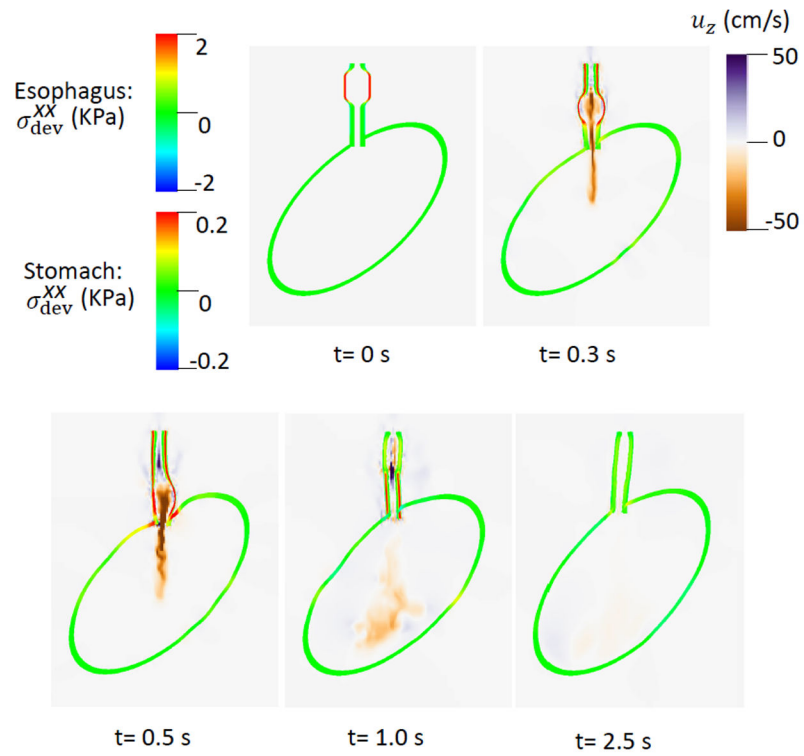 u_z (cm/s)
2
50
Esophagus:
σ_dev^XX (KPa)
0
-2
0
0.2
-50
Stomach:
σ_dev^XX (KPa)
0
-0.2
t= 0 s
t= 0.3 s
t= 0.5 s
t= 1.0 s
t= 2.5 s